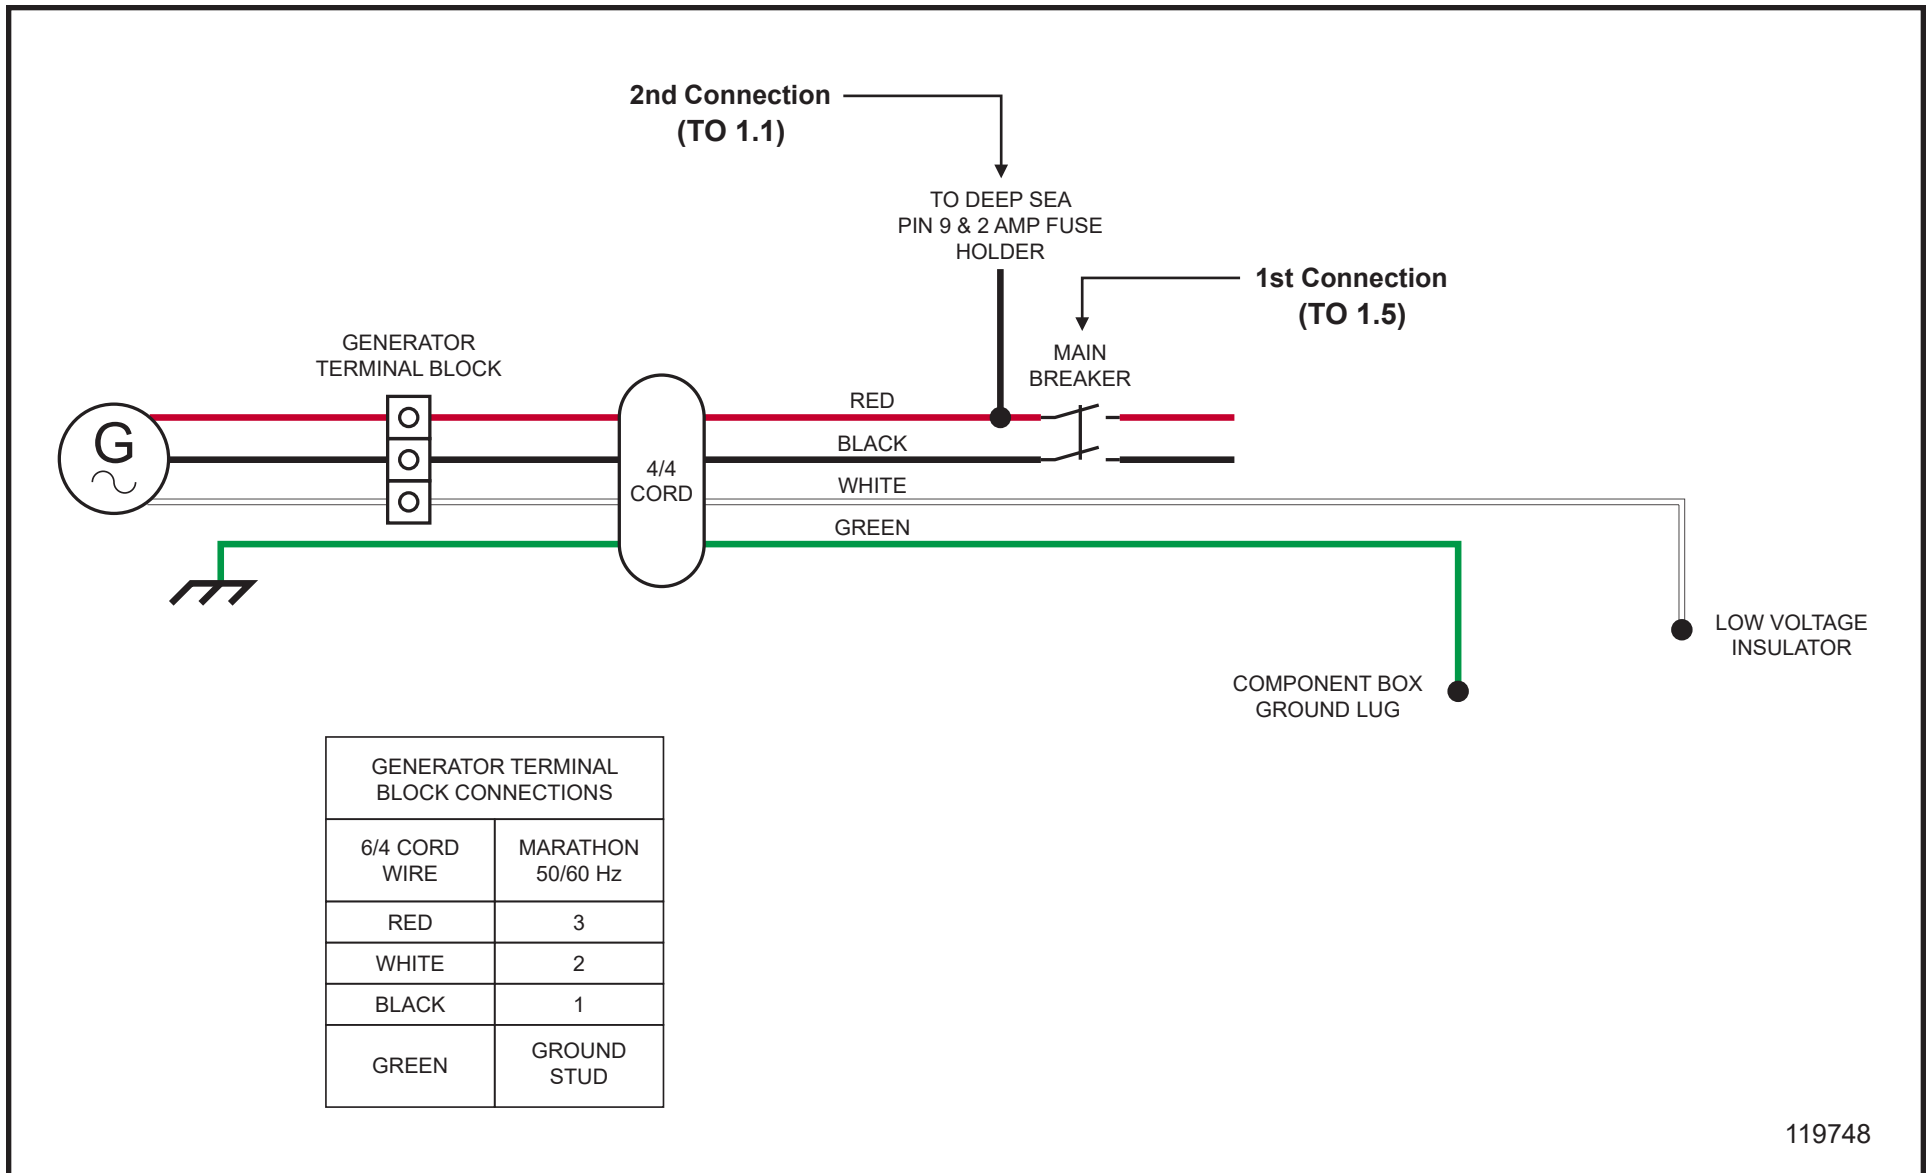 2nd Connection
(TO 1.1)
TO DEEP SEA
PIN 9 & 2 AMP FUSE
HOLDER
1st Connection
(TO 1.5)
GENERATOR
TERMINAL BLOCK
MAIN
BREAKER
G
RED
BLACK
4/4
CORD
WHITE
GREEN
LOW VOLTAGE
INSULATOR
COMPONENT BOX
GROUND LUG
GENERATOR TERMINAL
BLOCK CONNECTIONS
6/4 CORD
WIRE
MARATHON
50/60 Hz
RED
3
WHITE
2
BLACK
1
GREEN
GROUND
STUD
119748